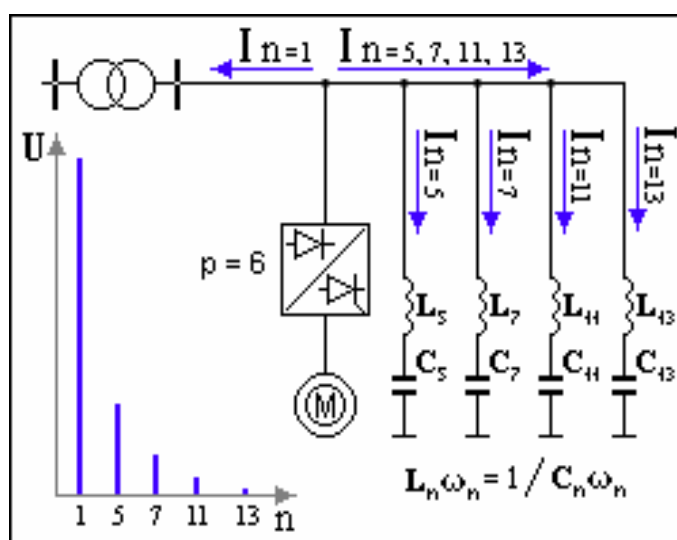 I n=1 I n=5, 7, 11, 13
U
I n=5 I n=7 I n=11 I n=13
p = 6
L5 L7 L11 L13
C5 C7 C11 C13
M
Lnωn=1/Cnωn
1 5 7 11 13 n